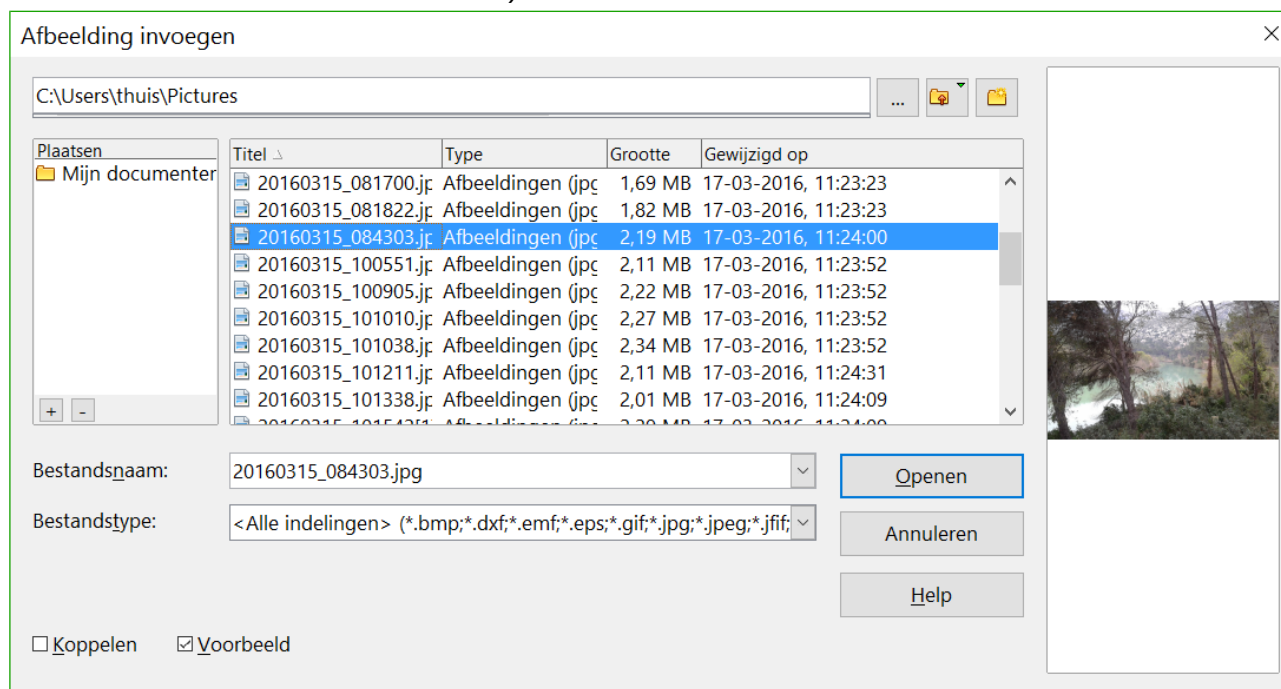 Afbeelding invoegen
C:\Users\thuis\Pictures
...
Plaatsen
Mijn documenter
Titel Type Grootte Gewijzigd op
20160315_081700.jp Afbeeldingen (jpg 1,69 MB 17-03-2016, 11:23:23
20160315_081822.jp Afbeeldingen (jpg 1,82 MB 17-03-2016, 11:23:23
20160315_084303.jp Afbeeldingen (jpg 2,19 MB 17-03-2016, 11:24:00
20160315_100551.jp Afbeeldingen (jpg 2,11 MB 17-03-2016, 11:23:52
20160315_100905.jp Afbeeldingen (jpg 2,22 MB 17-03-2016, 11:23:52
20160315_101010.jp Afbeeldingen (jpg 2,27 MB 17-03-2016, 11:23:52
20160315_101038.jp Afbeeldingen (jpg 2,34 MB 17-03-2016, 11:23:52
20160315_101211.jp Afbeeldingen (jpg 2,11 MB 17-03-2016, 11:24:31
20160315_101338.jp Afbeeldingen (jpg 2,01 MB 17-03-2016, 11:24:09
+ -
Bestandsnaam: 20160315_084303.jpg Openen
Bestandstype: <Alle indelingen> (*.bmp;*.dxf;*.emf;*.eps;*.gif;*.jpg;*.jpeg;*.jfif;
Annuleren
Help
Koppelen Voorbeeld